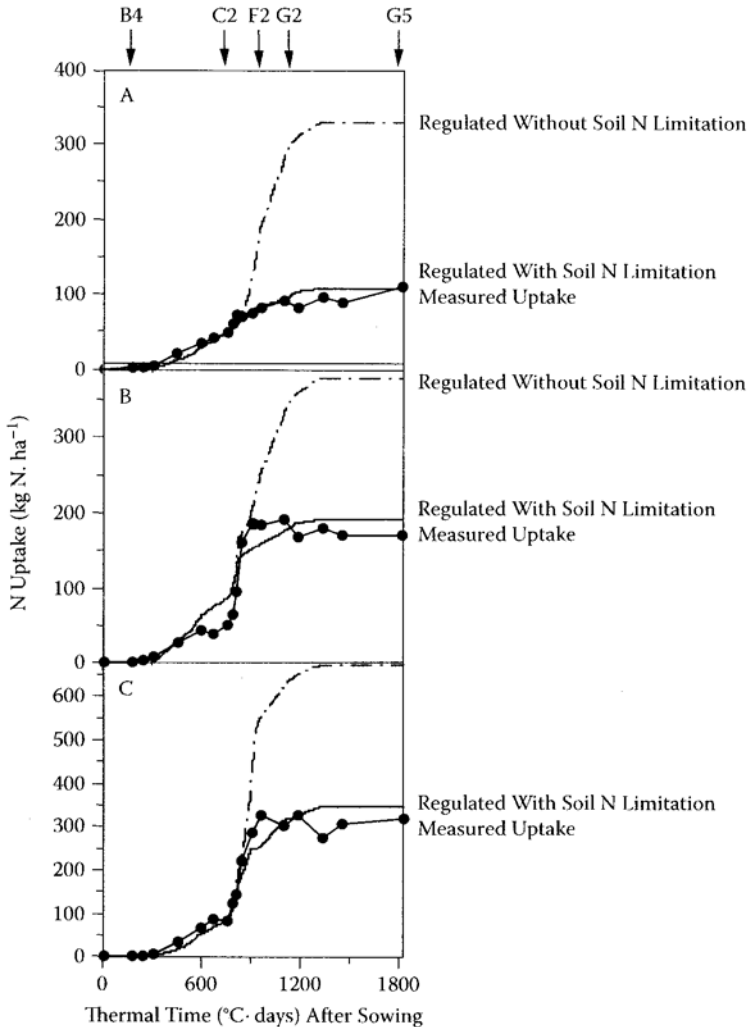 B4 C2 F2 G2 G5
400
A
300
Regulated Without Soil N Limitation
200
Regulated With Soil N Limitation
100
Measured Uptake
0
Regulated Without Soil N Limitation
B
300
N Uptake (kg N. ha⁻¹)
200
Regulated With Soil N Limitation
Measured Uptake
100
0
C
600
500
400
Regulated With Soil N Limitation
300
Measured Uptake
200
100
0
0 600 1200 1800
Thermal Time (°C· days) After Sowing